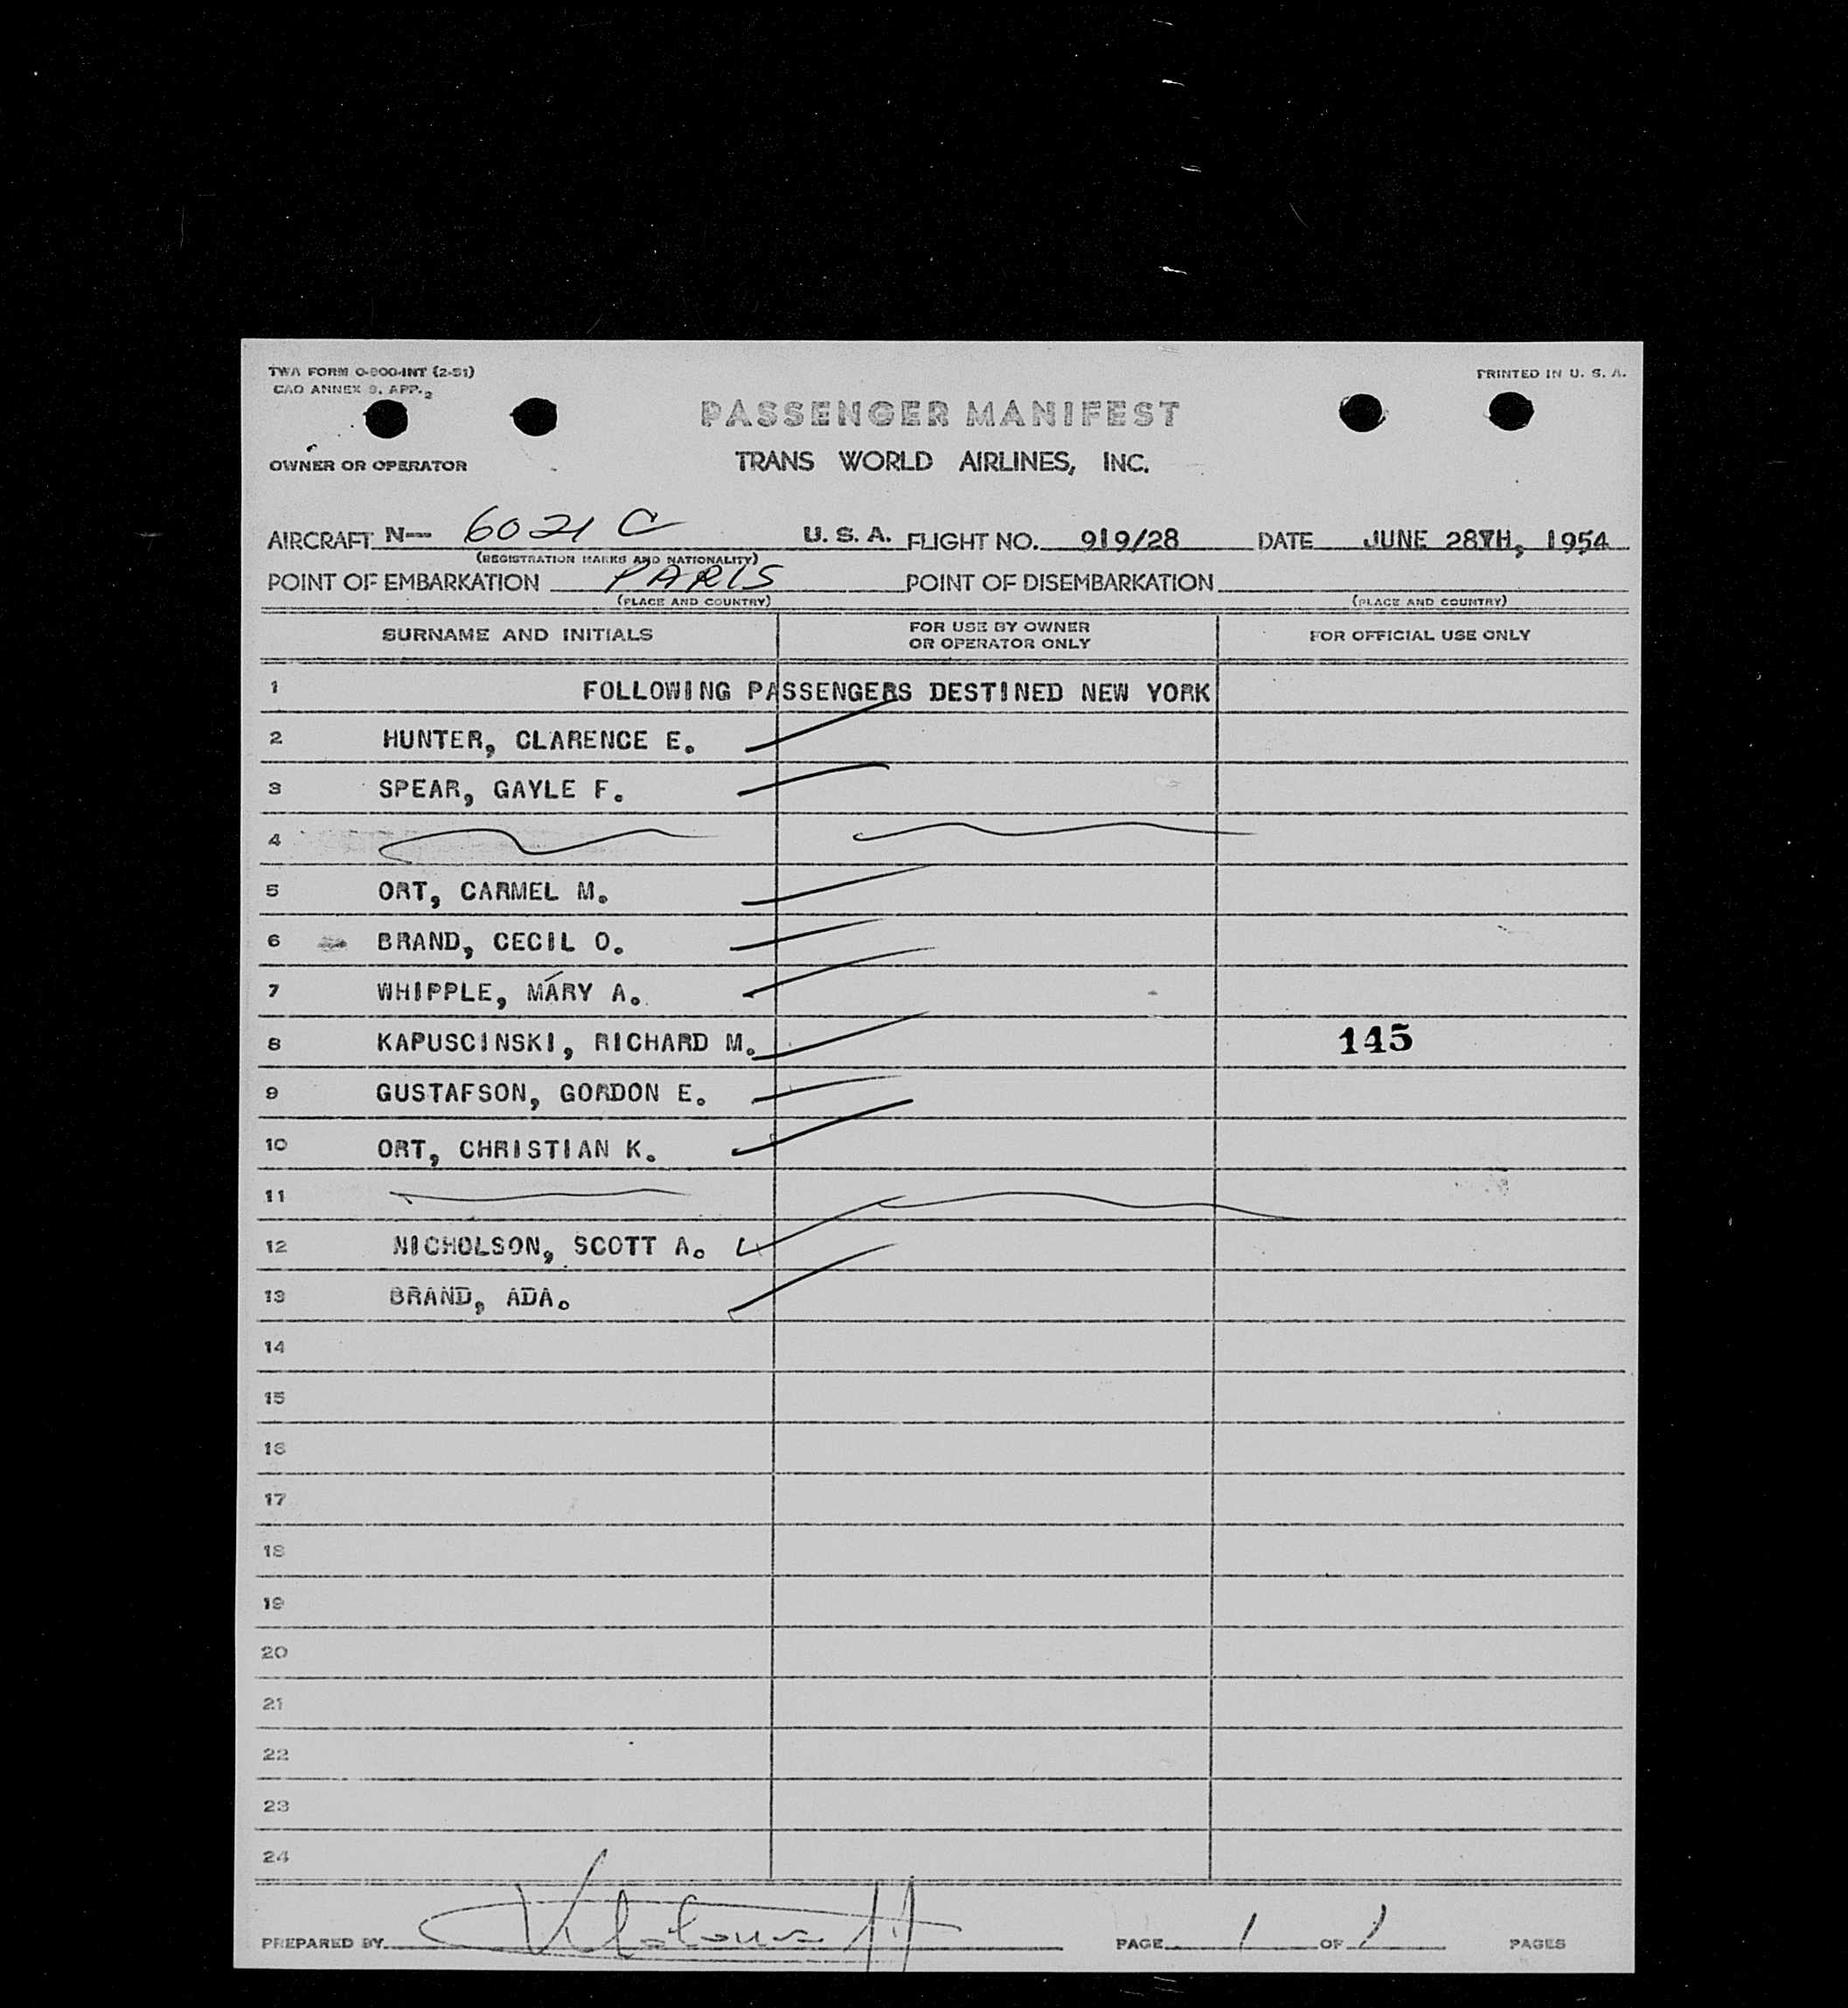 TWA FORM O-800-INT (2-51)
CAO ANNEX 9, APP. 2
PRINTED IN U. S. A.
PASSENGER MANIFEST
OWNER OR OPERATOR
TRANS WORLD AIRLINES, INC.
AIRCRAFT N— 6021 C U. S. A. FLIGHT NO. 919/28 DATE JUNE 28TH, 1954
(REGISTRATION MARKS AND NATIONALITY)
POINT OF EMBARKATION PARIS POINT OF DISEMBARKATION
(PLACE AND COUNTRY) (PLACE AND COUNTRY)
SURNAME AND INITIALS FOR USE BY OWNER OR OPERATOR ONLY FOR OFFICIAL USE ONLY
1 FOLLOWING PASSENGERS DESTINED NEW YORK
2 HUNTER, CLARENCE E.
3 SPEAR, GAYLE F.
4
5 ORT, CARMEL M.
6 BRAND, CECIL O.
7 WHIPPLE, MARY A.
8 KAPUSCINSKI, RICHARD M. 145
9 GUSTAFSON, GORDON E.
10 ORT, CHRISTIAN K.
11
12 NICHOLSON, SCOTT A.
13 BRAND, ADA.
14
15
16
17
18
19
20
21
22
23
24
PREPARED BY PAGE 1 OF 1 PAGES